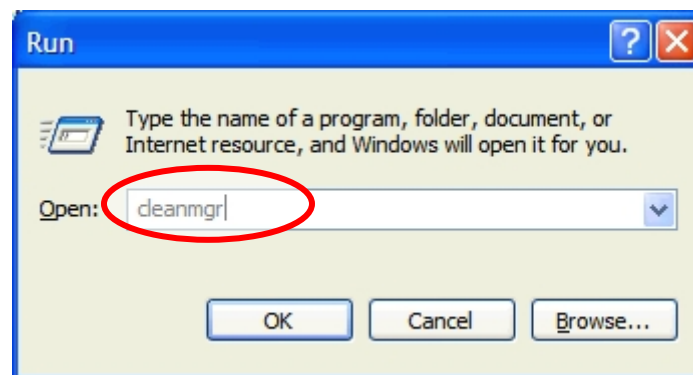 Run
Type the name of a program, folder, document, or
Internet resource, and Windows will open it for you.
Open: cleanmgr
OK Cancel Browse...